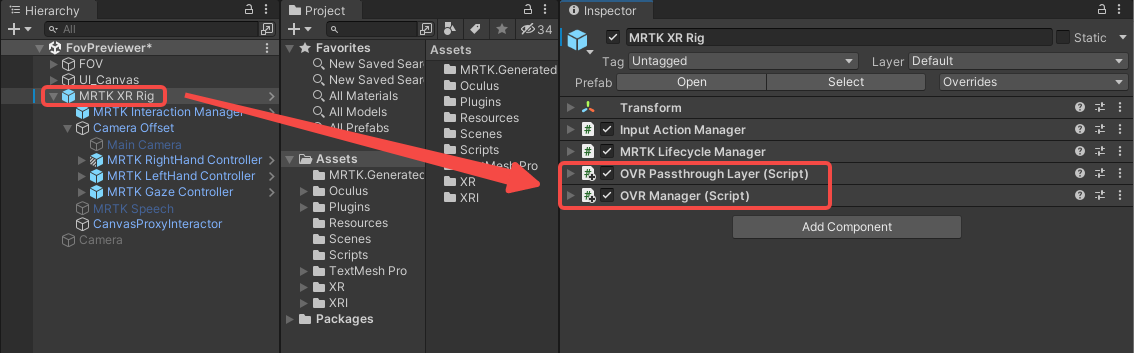 Hierarchy
All
FovPreviewer*
FOV
UI_Canvas
MRTK XR Rig
MRTK Interaction Manager
Camera Offset
Main Camera
MRTK RightHand Controller
MRTK LeftHand Controller
MRTK Gaze Controller
MRTK Speech
CanvasProxyInteractor
Camera
Project
34
Favorites
New Saved Sear
New Saved Sear
All Materials
All Models
All Prefabs
Assets
MRTK.Generated
Oculus
Plugins
Resources
Scenes
Scripts
TextMesh Pro
XR
XRI
Packages
Assets
MRTK.Generated
Oculus
Plugins
Resources
Scenes
Scripts
TextMesh Pro
XR
XRI
Inspector
MRTK XR Rig
Static
Tag Untagged
Layer Default
Prefab Open Select Overrides
Transform
Input Action Manager
MRTK Lifecycle Manager
OVR Passthrough Layer (Script)
OVR Manager (Script)
Add Component